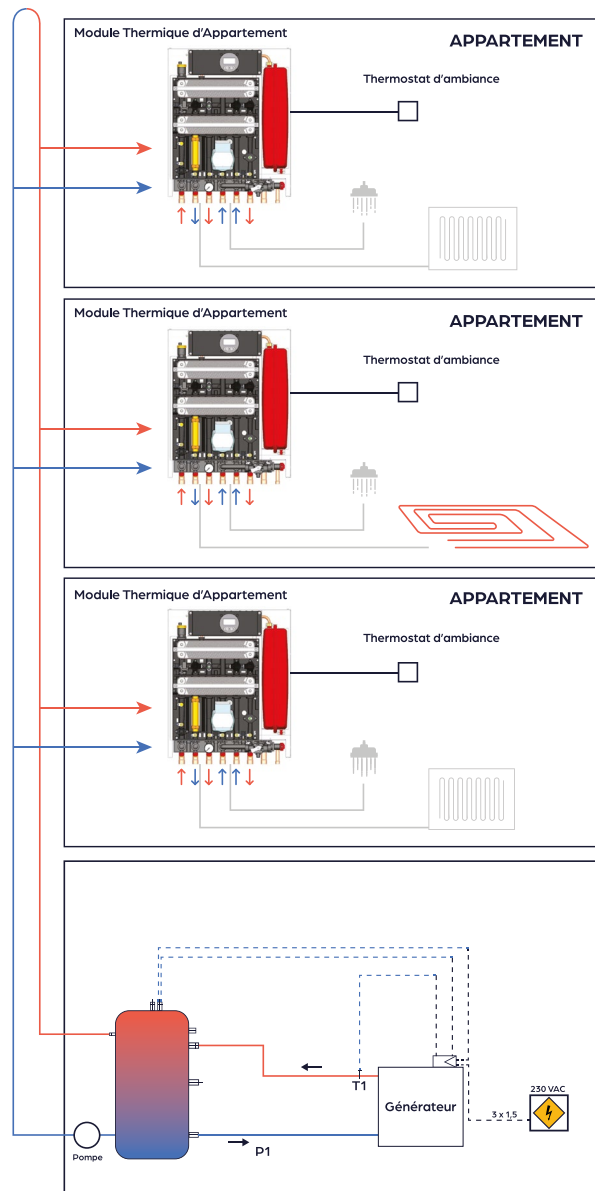 Module Thermique d'Appartement
APPARTEMENT
Thermostat d'ambiance
Module Thermique d'Appartement
APPARTEMENT
Thermostat d'ambiance
Module Thermique d'Appartement
APPARTEMENT
Thermostat d'ambiance
T1
Générateur
230 VAC
3 x 1,5
P1
Pompe